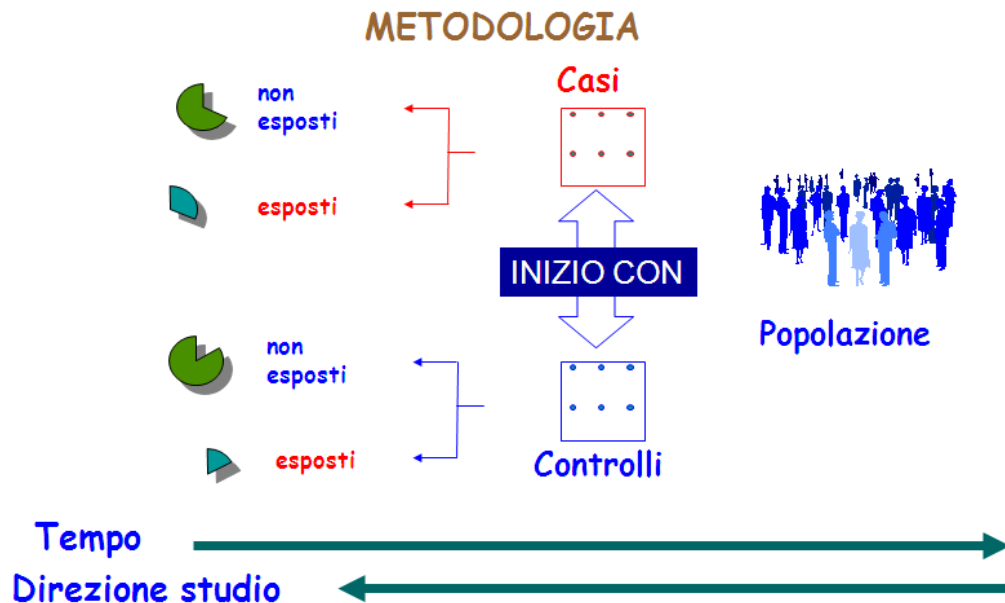 METODOLOGIA
Casi
non
esposti
esposti
INIZIO CON
Popolazione
non
esposti
esposti
Controlli
Tempo
Direzione studio